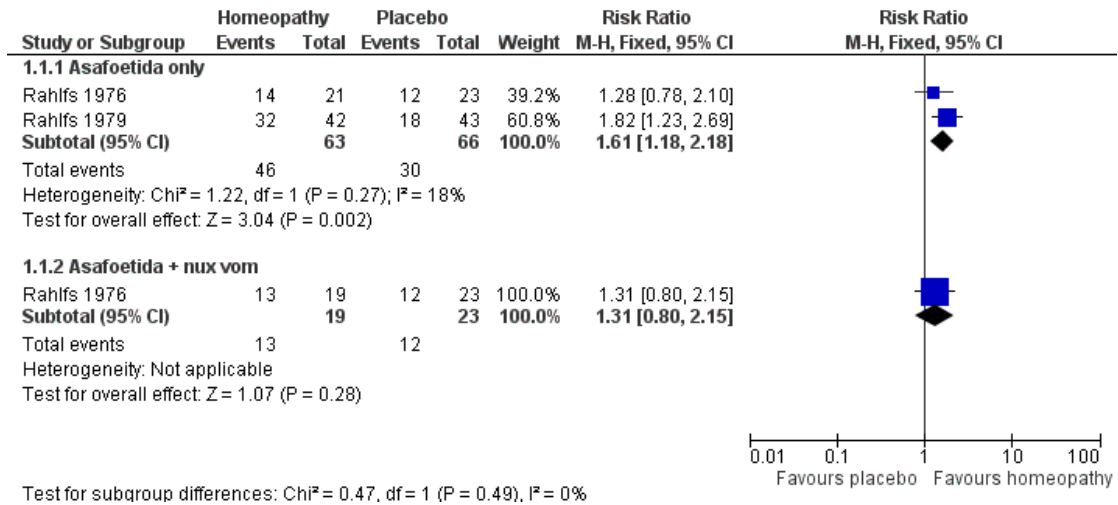 Homeopathy Placebo Risk Ratio Risk Ratio
Study or Subgroup Events Total Events Total Weight M-H, Fixed, 95% CI M-H, Fixed, 95% CI
1.1.1 Asafoetida only
Rahlfs 1976 14 21 12 23 39.2% 1.28 [0.78, 2.10]
Rahlfs 1979 32 42 18 43 60.8% 1.82 [1.23, 2.69]
Subtotal (95% CI) 63 66 100.0% 1.61 [1.18, 2.18]
Total events 46 30
Heterogeneity: Chi² = 1.22, df = 1 (P = 0.27); I² = 18%
Test for overall effect: Z = 3.04 (P = 0.002)
1.1.2 Asafoetida + nux vom
Rahlfs 1976 13 19 12 23 100.0% 1.31 [0.80, 2.15]
Subtotal (95% CI) 19 23 100.0% 1.31 [0.80, 2.15]
Total events 13 12
Heterogeneity: Not applicable
Test for overall effect: Z = 1.07 (P = 0.28)
0.01 0.1 1 10 100
Favours placebo Favours homeopathy
Test for subgroup differences: Chi² = 0.47, df = 1 (P = 0.49), I² = 0%